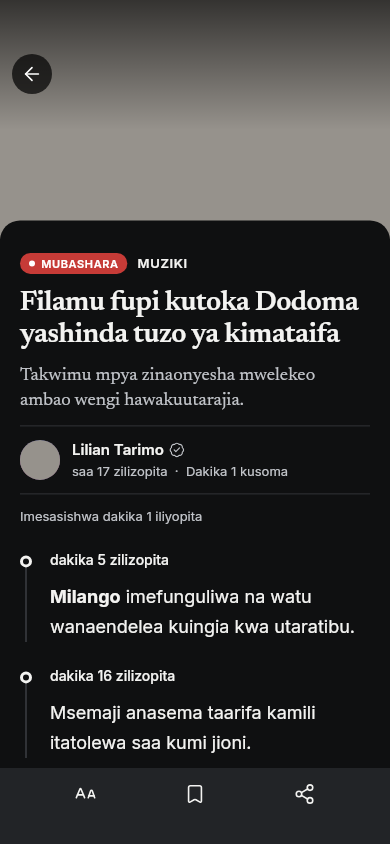 MUBASHARA MUZIKI
Filamu fupi kutoka Dodoma
yashinda tuzo ya kimataifa
Takwimu mpya zinaonyesha mwelekeo
ambao wengi hawakuutarajia.
Lilian Tarimo
saa 17 zilizopita · Dakika 1 kusoma
Imesasishwa dakika 1 iliyopita
dakika 5 zilizopita
Milango imefunguliwa na watu
wanaendelea kuingia kwa utaratibu.
dakika 16 zilizopita
Msemaji anasema taarifa kamili
itatolewa saa kumi jioni.
AA